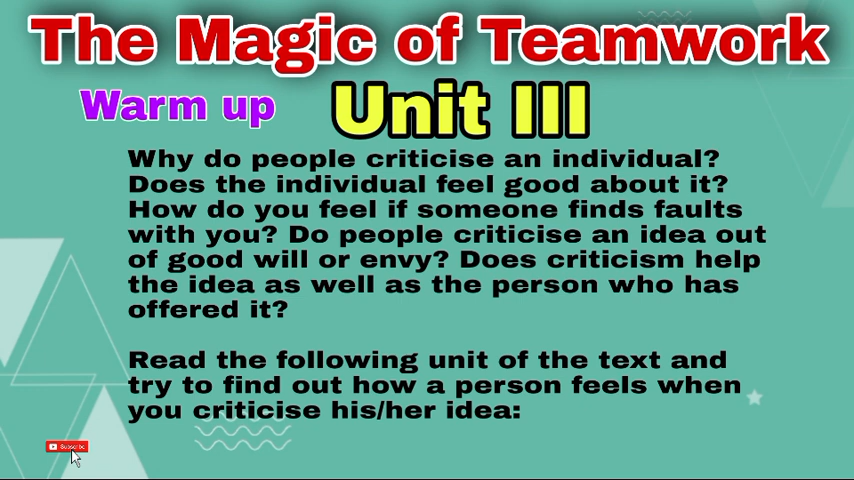 The Magic of Teamwork
Warm up
Unit III
Why do people criticise an individual?
Does the individual feel good about it?
How do you feel if someone finds faults
with you? Do people criticise an idea out
of good will or envy? Does criticism help
the idea as well as the person who has
offered it?
Read the following unit of the text and
try to find out how a person feels when
you criticise his/her idea:
Subscribe